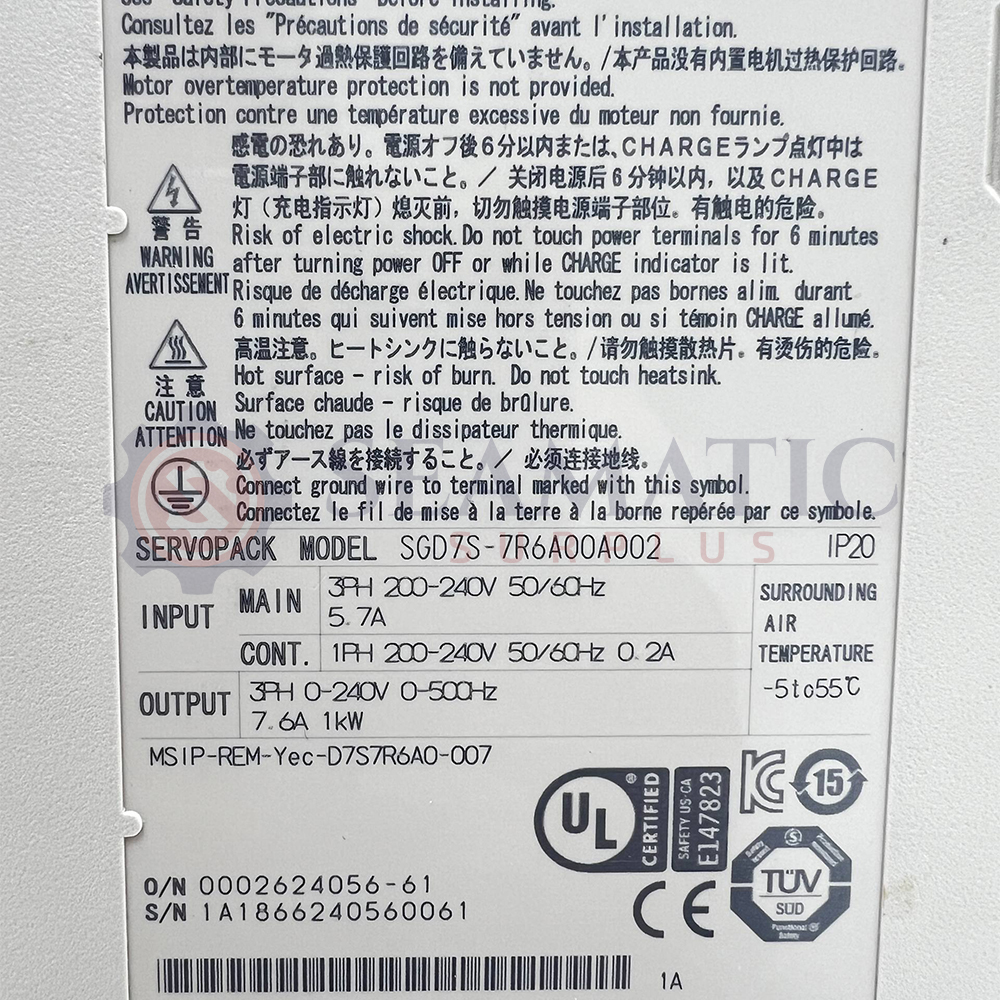 See "Safety Precautions" before installing.
Consultez les "Précautions de sécurité" avant l'installation.
本製品は内部にモータ過熱保護回路を備えていません。/本产品没有内置电机过热保护回路。
Motor overtemperature protection is not provided.
Protection contre une température excessive du moteur non fournie.
警告
WARNING
AVERTISSEMENT
感電の恐れあり。電源オフ後6分以内または、CHARGEランプ点灯中は
電源端子部に触れないこと。/ 关闭电源后6分钟以内, 以及CHARGE
灯 (充电指示灯) 熄灭前, 切勿触摸电源端子部位。有触电的危险。
Risk of electric shock. Do not touch power terminals for 6 minutes
after turning power OFF or while CHARGE indicator is lit.
Risque de décharge électrique. Ne touchez pas bornes alim. durant
6 minutes qui suivent mise hors tension ou si témoin CHARGE allumé.
注意
CAUTION
ATTENTION
高温注意。ヒートシンクに触らないこと。/请勿触摸散热片。有烫伤的危险。
Hot surface - risk of burn. Do not touch heatsink.
Surface chaude - risque de brûlure.
Ne touchez pas le dissipateur thermique.
必ずアース線を接続すること。/ 必须连接地线。
Connect ground wire to terminal marked with this symbol.
Connectez le fil de mise à la terre à la borne repérée par ce symbole.
SEAMATIC
SURPLUS
SERVOPACK MODEL SGD7S-7R6A00A002 IP20
INPUT
MAIN
3PH 200-240V 50/60Hz
5.7A
CONT. 1PH 200-240V 50/60Hz 0.2A
OUTPUT
3PH 0-240V 0-500Hz
7.6A 1kW
SURROUNDING
AIR
TEMPERATURE
-5to55℃
MSIP-REM-Yec-D7S7R6A0-007
UL ®
CERTIFIED
SAFETY US·CA
E147823
15
TÜV
SÜD
Functional
Safety
CE
O/N 0002624056-61
S/N 1A1866240560061
1A